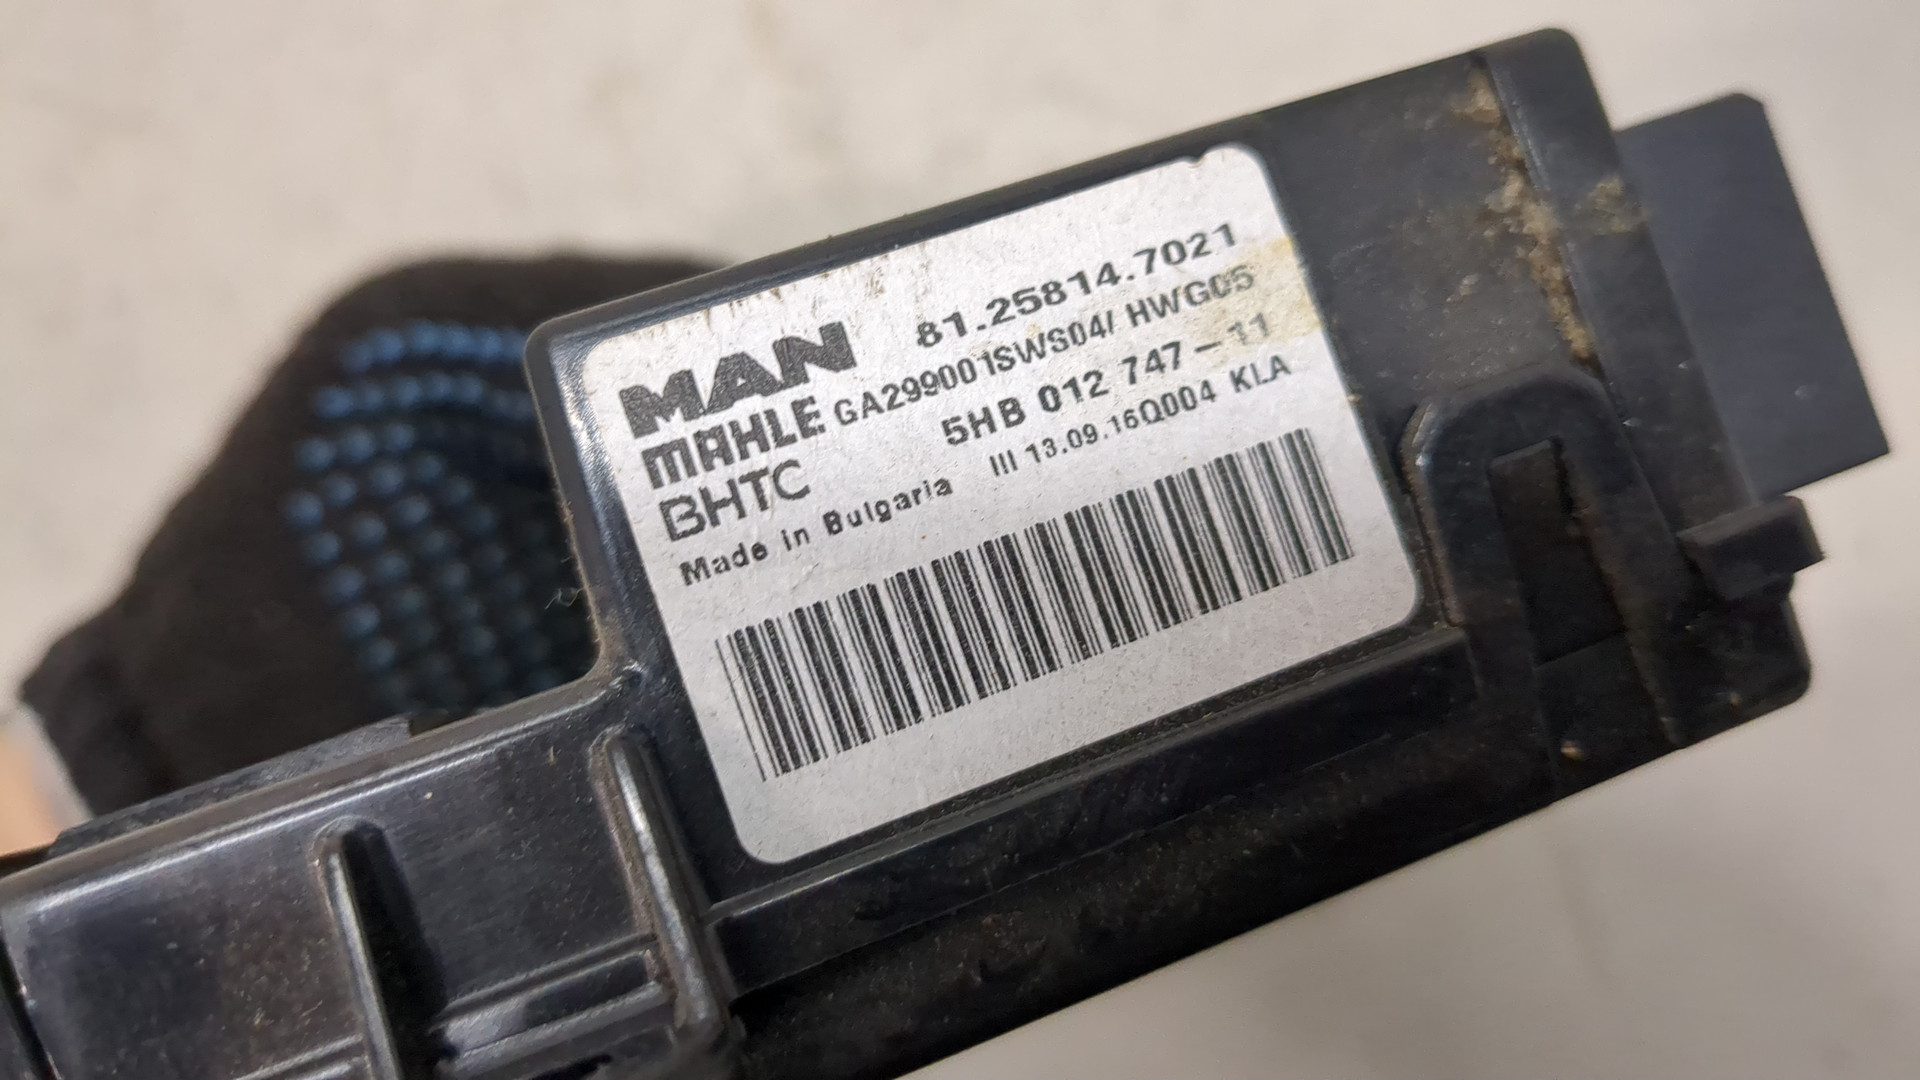 MAN 81.25814.7021
MAHLE GA299001SWS04/ HWG05
BHTC 5HB 012 747-11
Made in Bulgaria III 13.09.16Q004 KLA